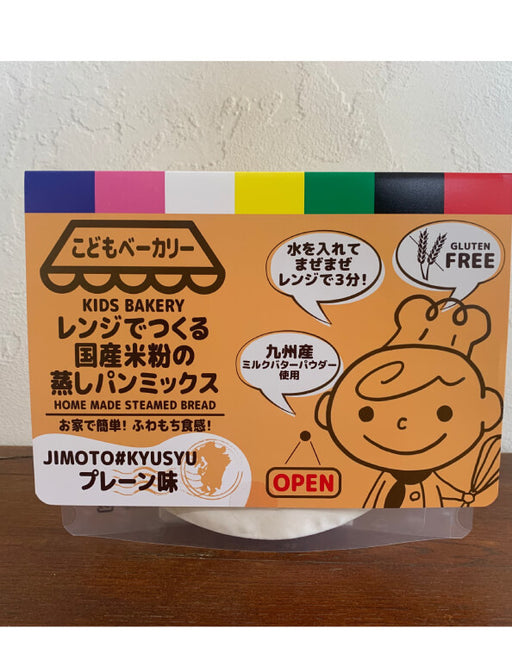 こどもベーカリー
KIDS BAKERY
レンジでつくる
国産米粉の
蒸しパンミックス
HOME MADE STEAMED BREAD
お家で簡単! ふわもち食感!
JIMOTO#KYUSYU
プレーン味
水を入れて
まぜまぜ
レンジで3分!
GLUTEN
FREE
九州産
ミルクバターパウダー
使用
OPEN